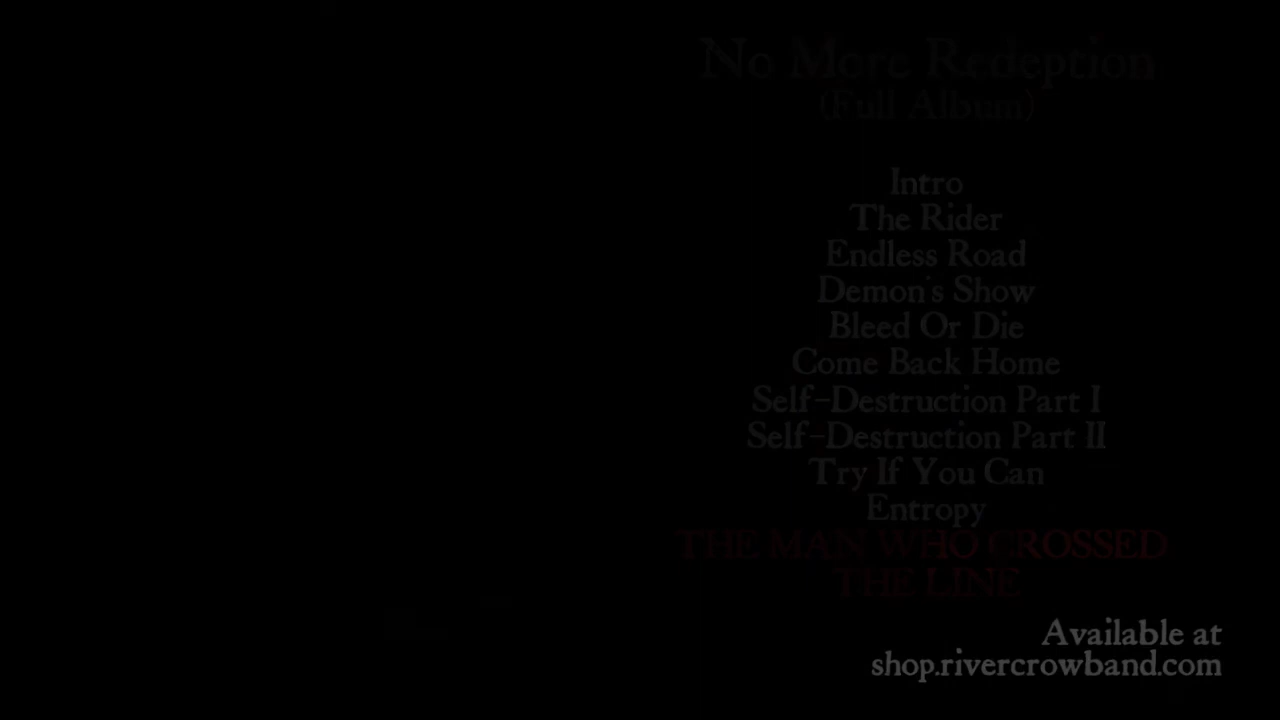 No More Redeption
(Full Album)
Intro
The Rider
Endless Road
Demon's Show
Bleed Or Die
Come Back Home
Self-Destruction Part I
Self-Destruction Part II
Try If You Can
Entropy
THE MAN WHO CROSSED
THE LINE
Available at
shop.rivercrowband.com